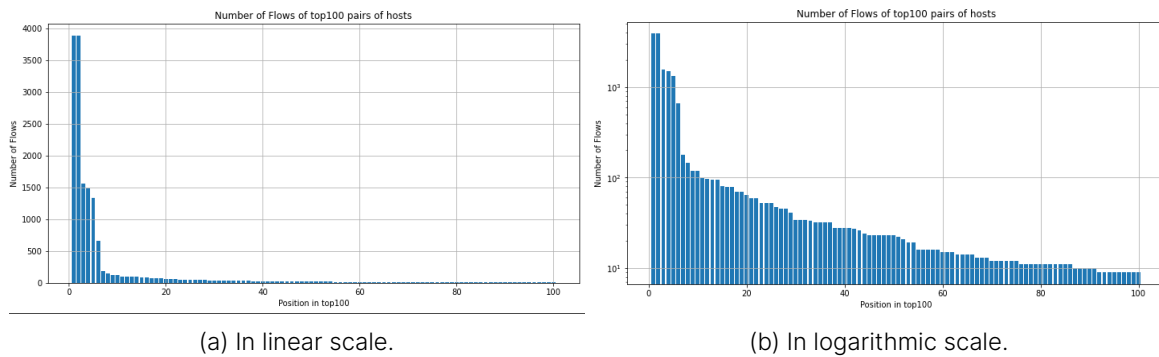 Number of Flows of top100 pairs of hosts
4000
3500
3000
2500
2000
1500
1000
500
0
Number of Flows
0 20 40 60 80 100
Position in top100
(a) In linear scale.
Number of Flows of top100 pairs of hosts
10³
10²
10¹
Number of Flows
0 20 40 60 80 100
Position in top100
(b) In logarithmic scale.